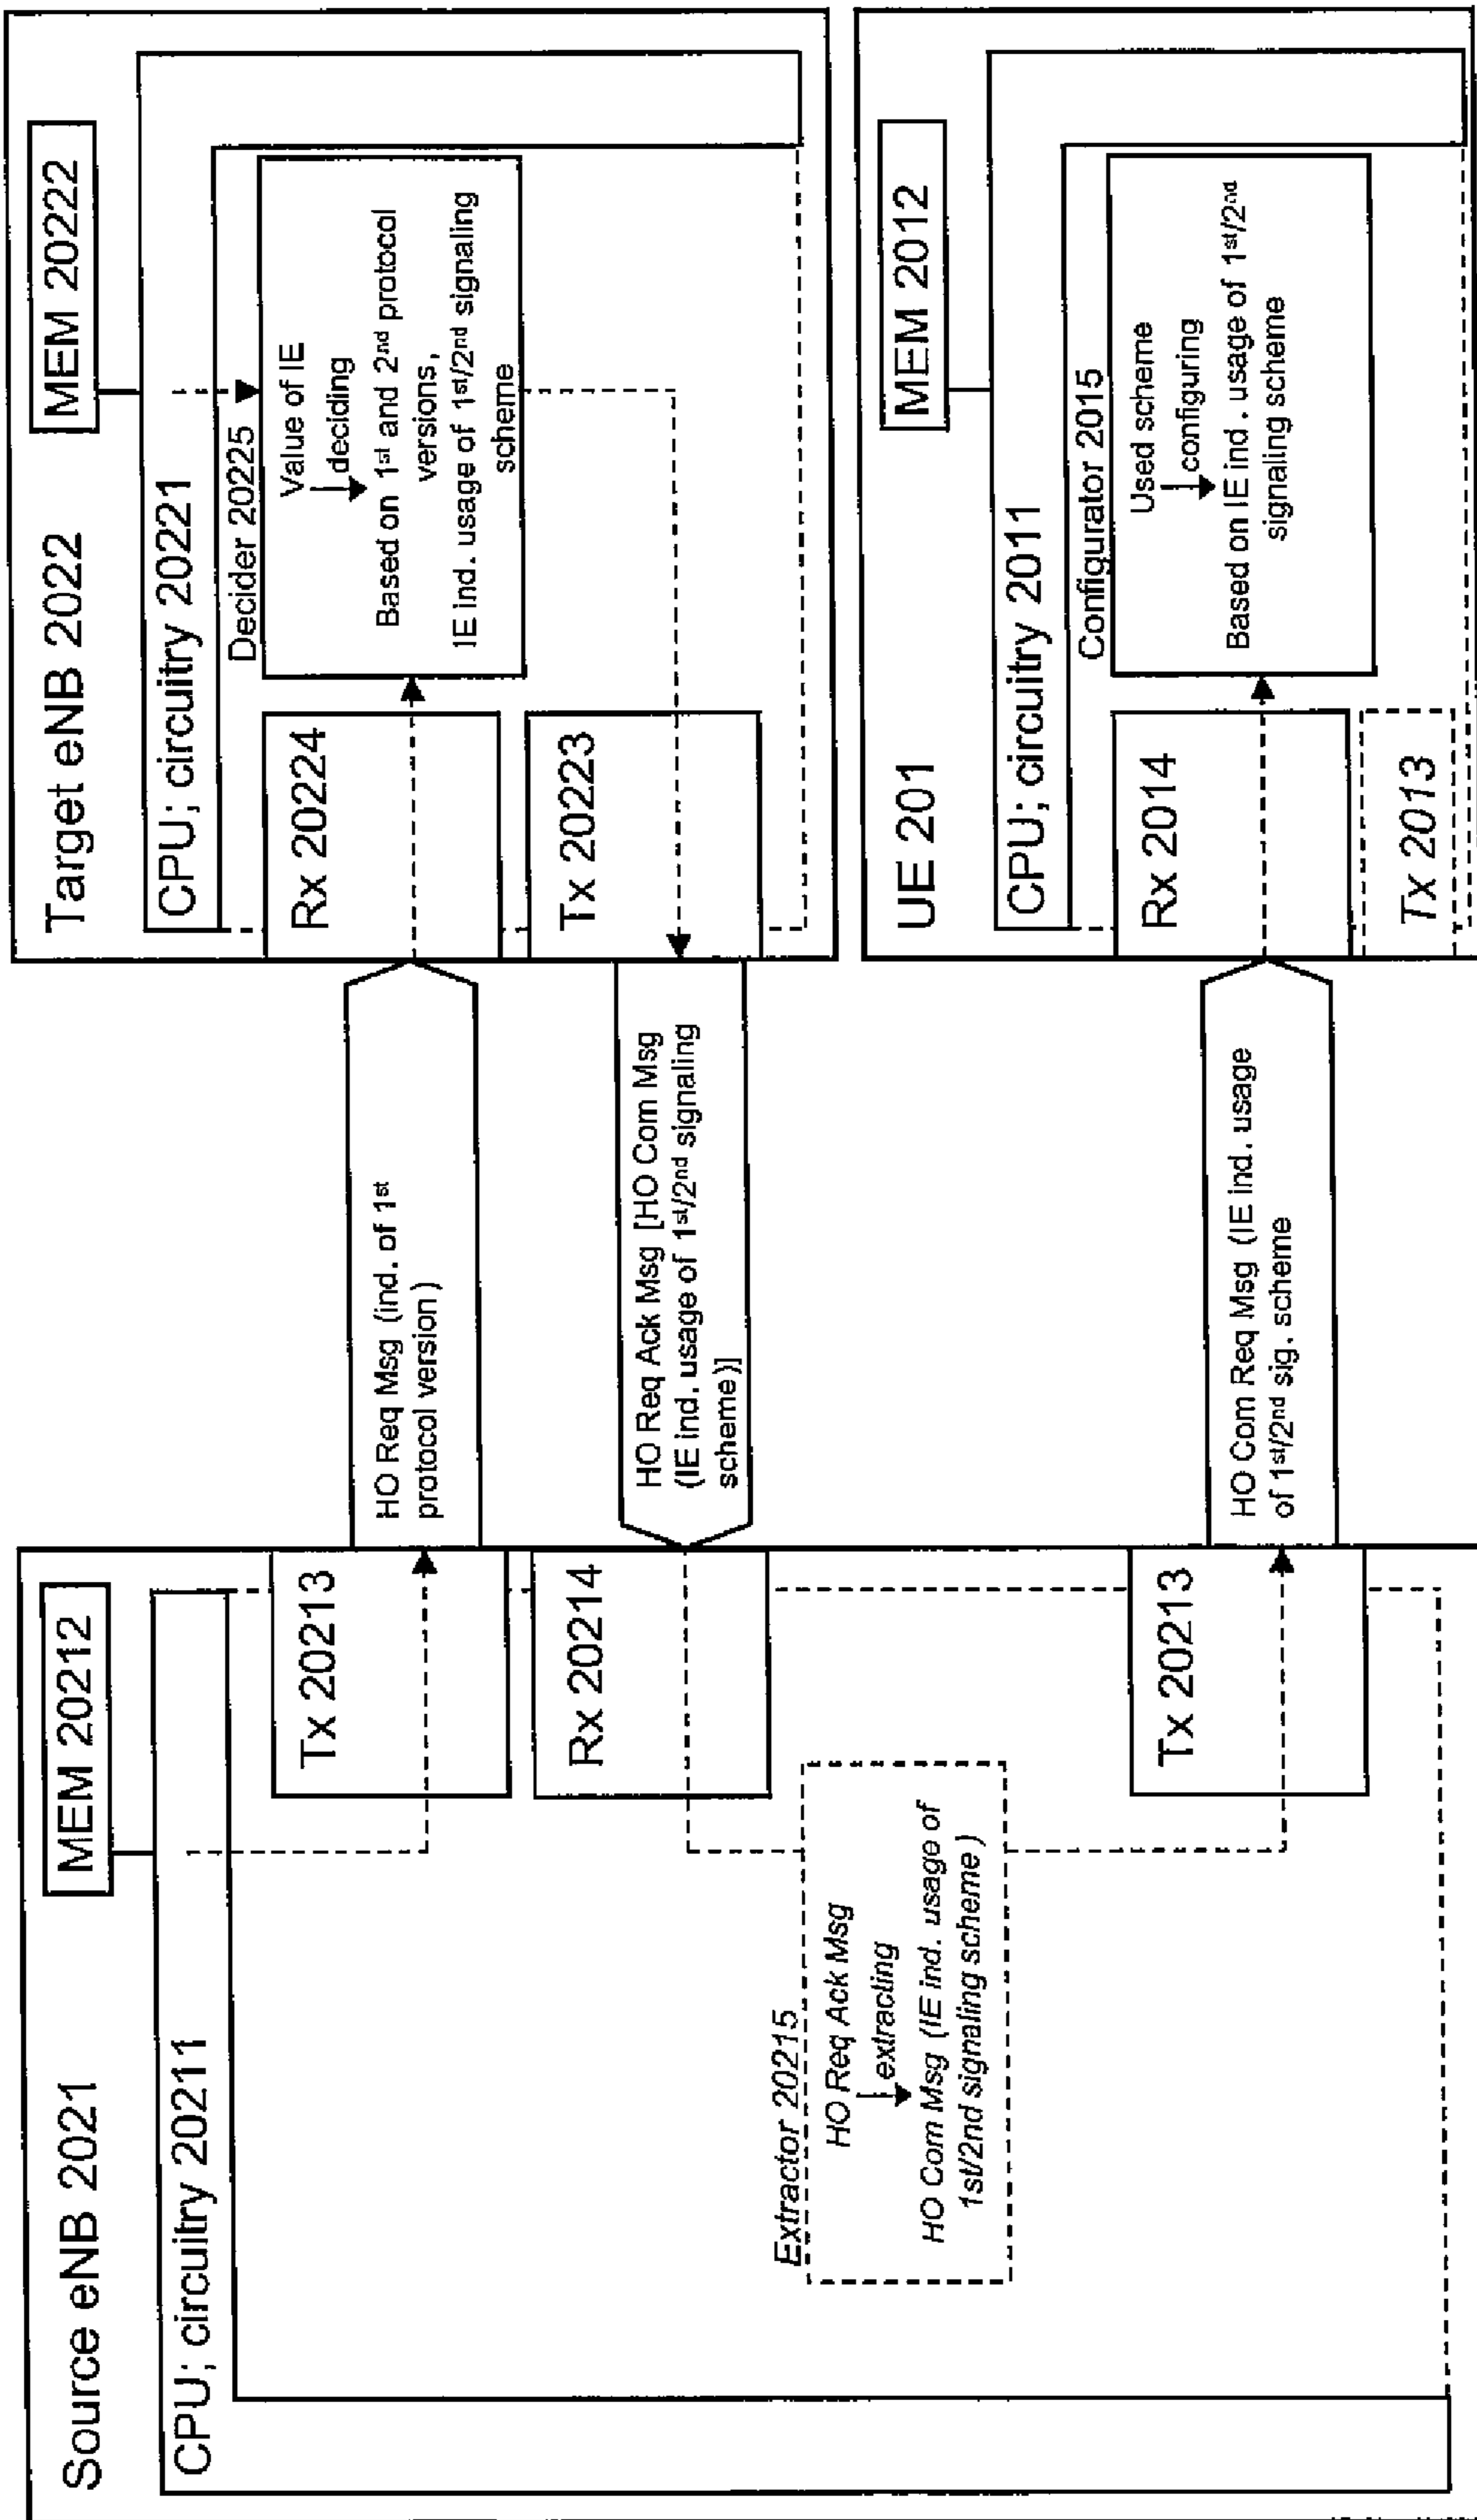 Source eNB 2021
MEM 20212
CPU; circuitry 20211
Tx 20213
Rx 20214
Extractor 20215
HO Req Ack Msg
extracting
HO Com Msg (IE ind. usage of
1st/2nd signaling scheme)
Tx 20213
HO Req Msg (ind. of 1st
protocol version)
HO Req Ack Msg [HO Com Msg
(IE ind. usage of 1st/2nd signaling
scheme)]
HO Com Req Msg (IE ind. usage
of 1st/2nd sig. scheme
Target eNB 2022
MEM 20222
CPU; circuitry 20221
Rx 20224
Decider 20225
Value of IE
deciding
Based on 1st and 2nd protocol
versions,
IE ind. usage of 1st/2nd signaling
scheme
Tx 20223
UE 201
MEM 2012
CPU; circuitry 2011
Rx 2014
Configurator 2015
Used scheme
configuring
Based on IE ind. usage of 1st/2nd
signaling scheme
Tx 2013